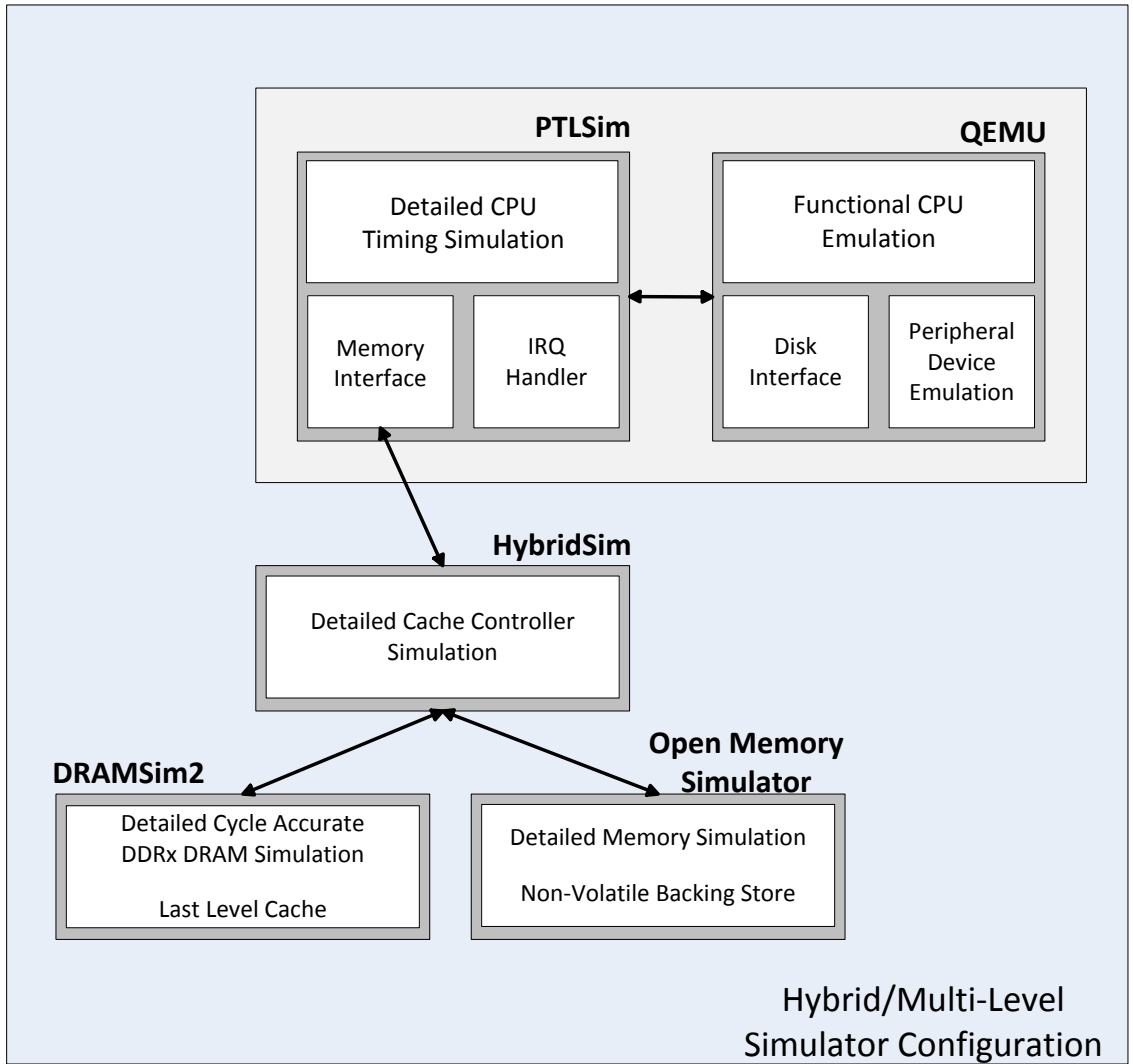 PTLSim
QEMU
Detailed CPU
Timing Simulation
Functional CPU
Emulation
Memory
Interface
IRQ
Handler
Disk
Interface
Peripheral
Device
Emulation
HybridSim
Detailed Cache Controller
Simulation
DRAMSim2
Open Memory
Simulator
Detailed Cycle Accurate
DDRx DRAM Simulation
Last Level Cache
Detailed Memory Simulation
Non-Volatile Backing Store
Hybrid/Multi-Level
Simulator Configuration